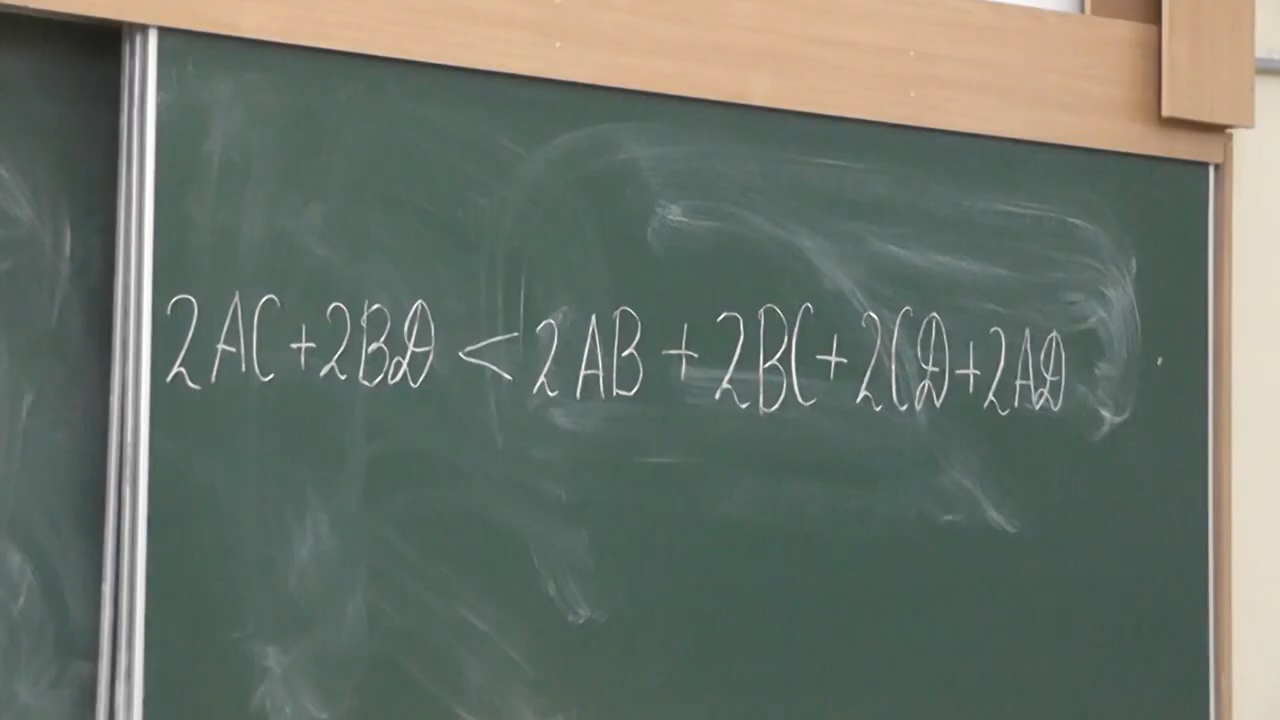 2AC+2BD < 2AB + 2BC + 2CD + 2AD